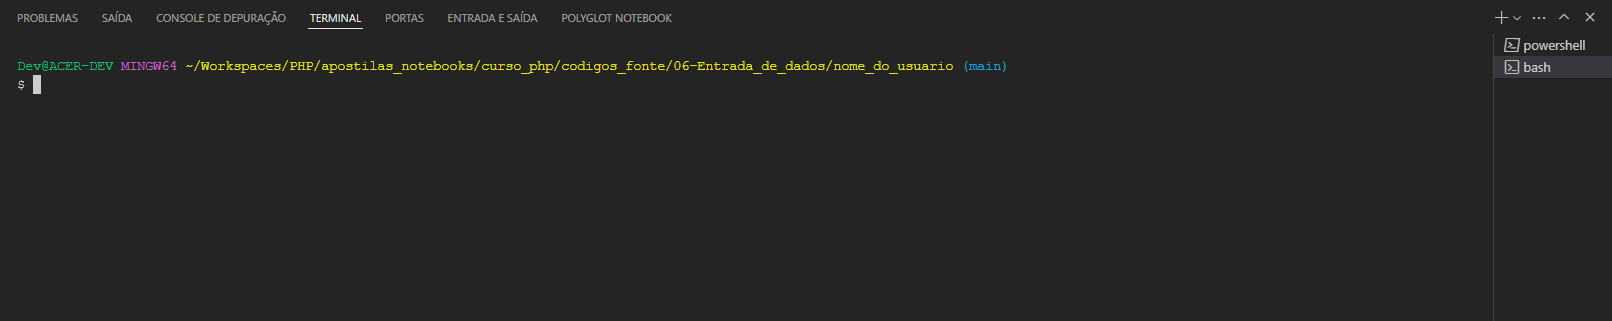 PROBLEMAS SAÍDA CONSOLE DE DEPURAÇÃO TERMINAL PORTAS ENTRADA E SAÍDA POLYGLOT NOTEBOOK
powershell
Dev@ACER-DEV MINGW64 ~/Workspaces/PHP/apostilas_notebooks/curso_php/codigos_fonte/06-Entrada_de_dados/nome_do_usuario (main)
bash
$